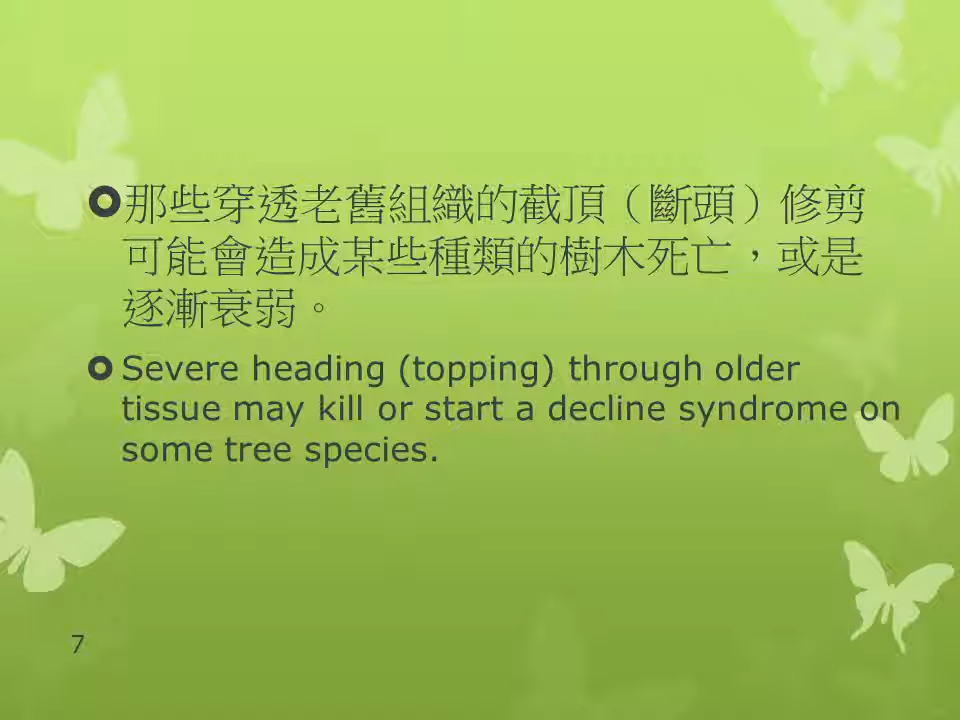 那些穿透老舊組織的截頂（斷頭）修剪
可能會造成某些種類的樹木死亡，或是
逐漸衰弱。
Severe heading (topping) through older
tissue may kill or start a decline syndrome on
some tree species.
7